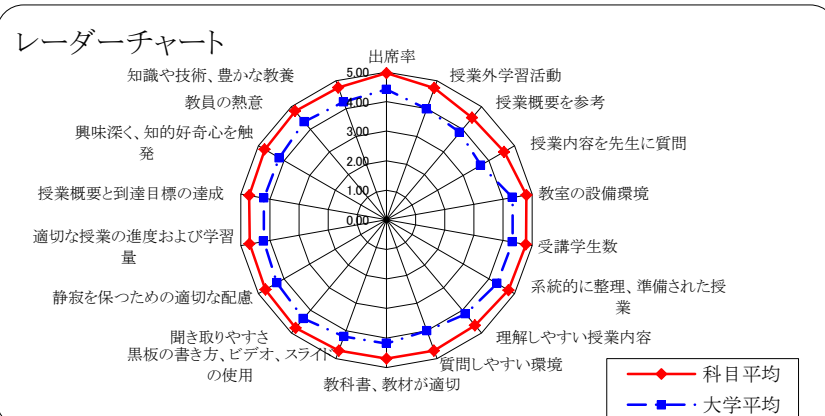 レーダーチャート
出席率
授業外学習活動
授業概要を参考
授業内容を先生に質問
教室の設備環境
受講学生数
系統的に整理、準備された授
業
理解しやすい授業内容
質問しやすい環境
教科書、教材が適切
黒板の書き方、ビデオ、スライド
の使用
聞き取りやすさ
静寂を保つための適切な配慮
適切な授業の進度および学習
量
授業概要と到達目標の達成
興味深く、知的好奇心を触
発
教員の熱意
知識や技術、豊かな教養
5.00
4.00
3.00
2.00
1.00
0.00
科目平均
大学平均